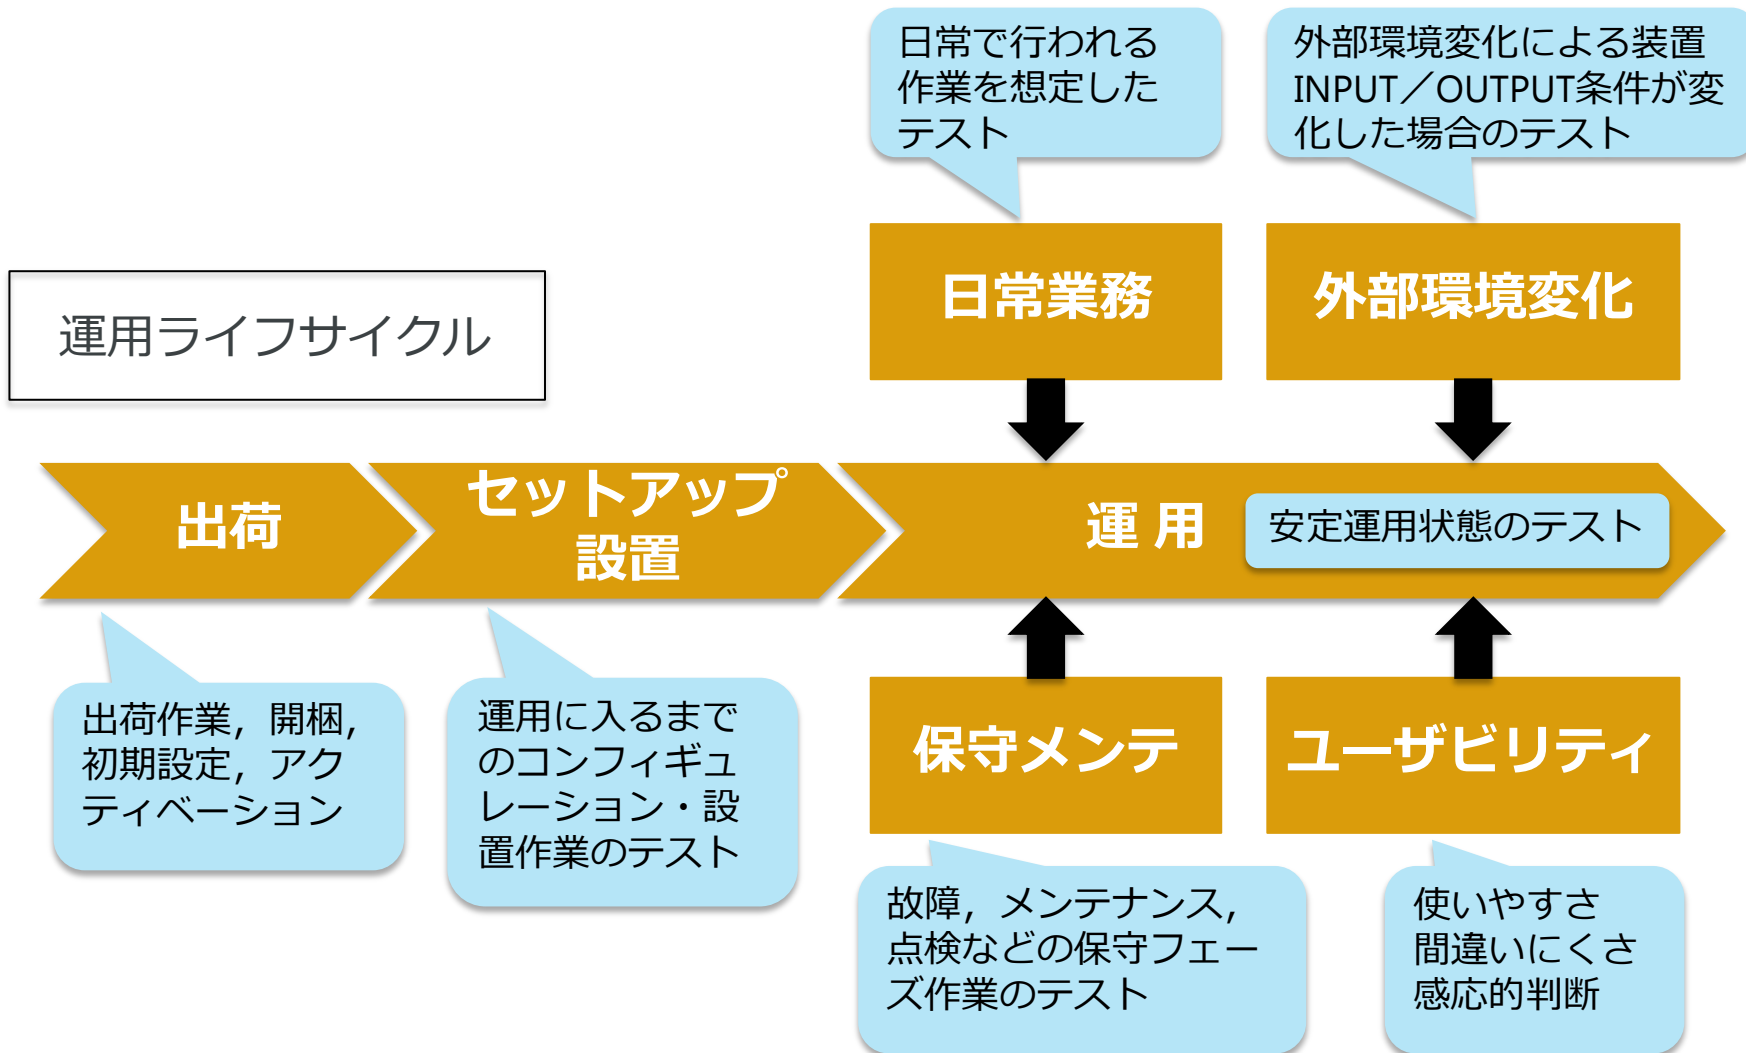 日常で行われる
作業を想定した
テスト
外部環境変化による装置
INPUT／OUTPUT条件が変
化した場合のテスト
日常業務
外部環境変化
運用ライフサイクル
出荷
セットアップ
設置
運 用
安定運用状態のテスト
出荷作業，開梱，
初期設定，アク
ティベーション
運用に入るまで
のコンフィギュ
レーション・設
置作業のテスト
保守メンテ
ユーザビリティ
故障，メンテナンス，
点検などの保守フェー
ズ作業のテスト
使いやすさ
間違いにくさ
感応的判断